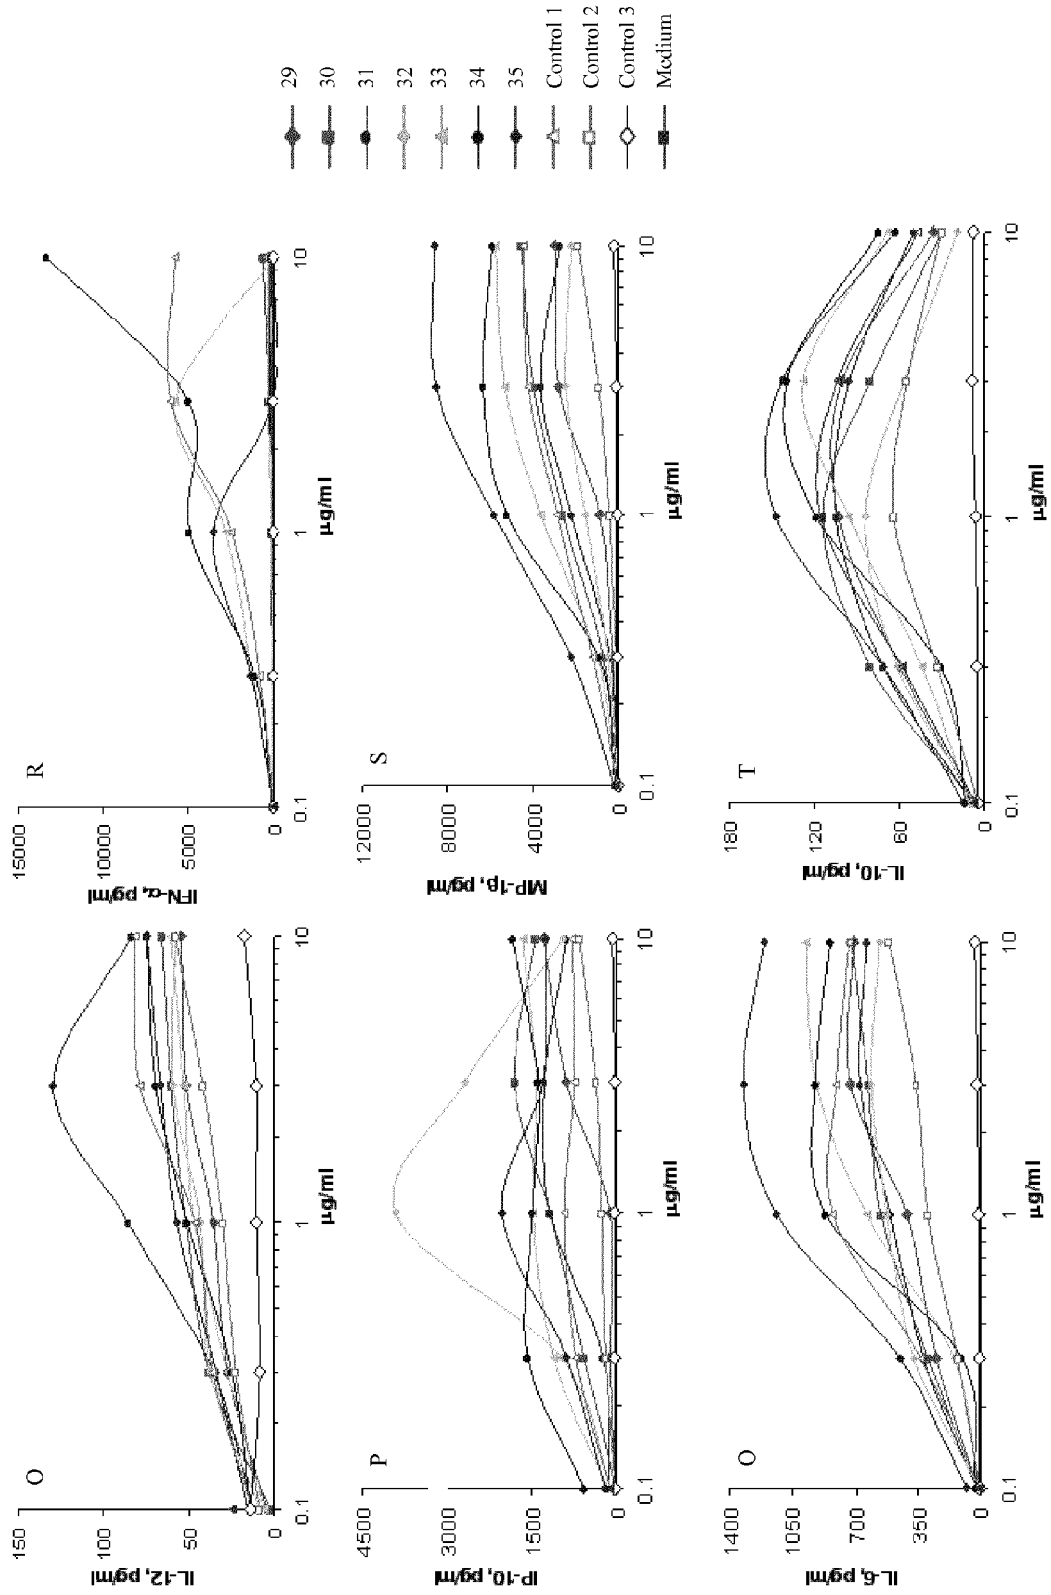 O
IL-12, pg/ml
150
100
50
0
0.1
1
10
µg/ml
R
IFN-α, pg/ml
15000
10000
5000
0
0.1
1
10
µg/ml
P
IP-10, pg/ml
4500
3000
1500
0
0.1
1
10
µg/ml
S
MIP-1β, pg/ml
12000
8000
4000
0
0.1
1
10
µg/ml
O
IL-6, pg/ml
1400
1050
700
350
0
0.1
1
10
µg/ml
T
IL-10, pg/ml
180
120
60
0
0.1
1
10
µg/ml
29
30
31
32
33
34
35
Control 1
Control 2
Control 3
Medium